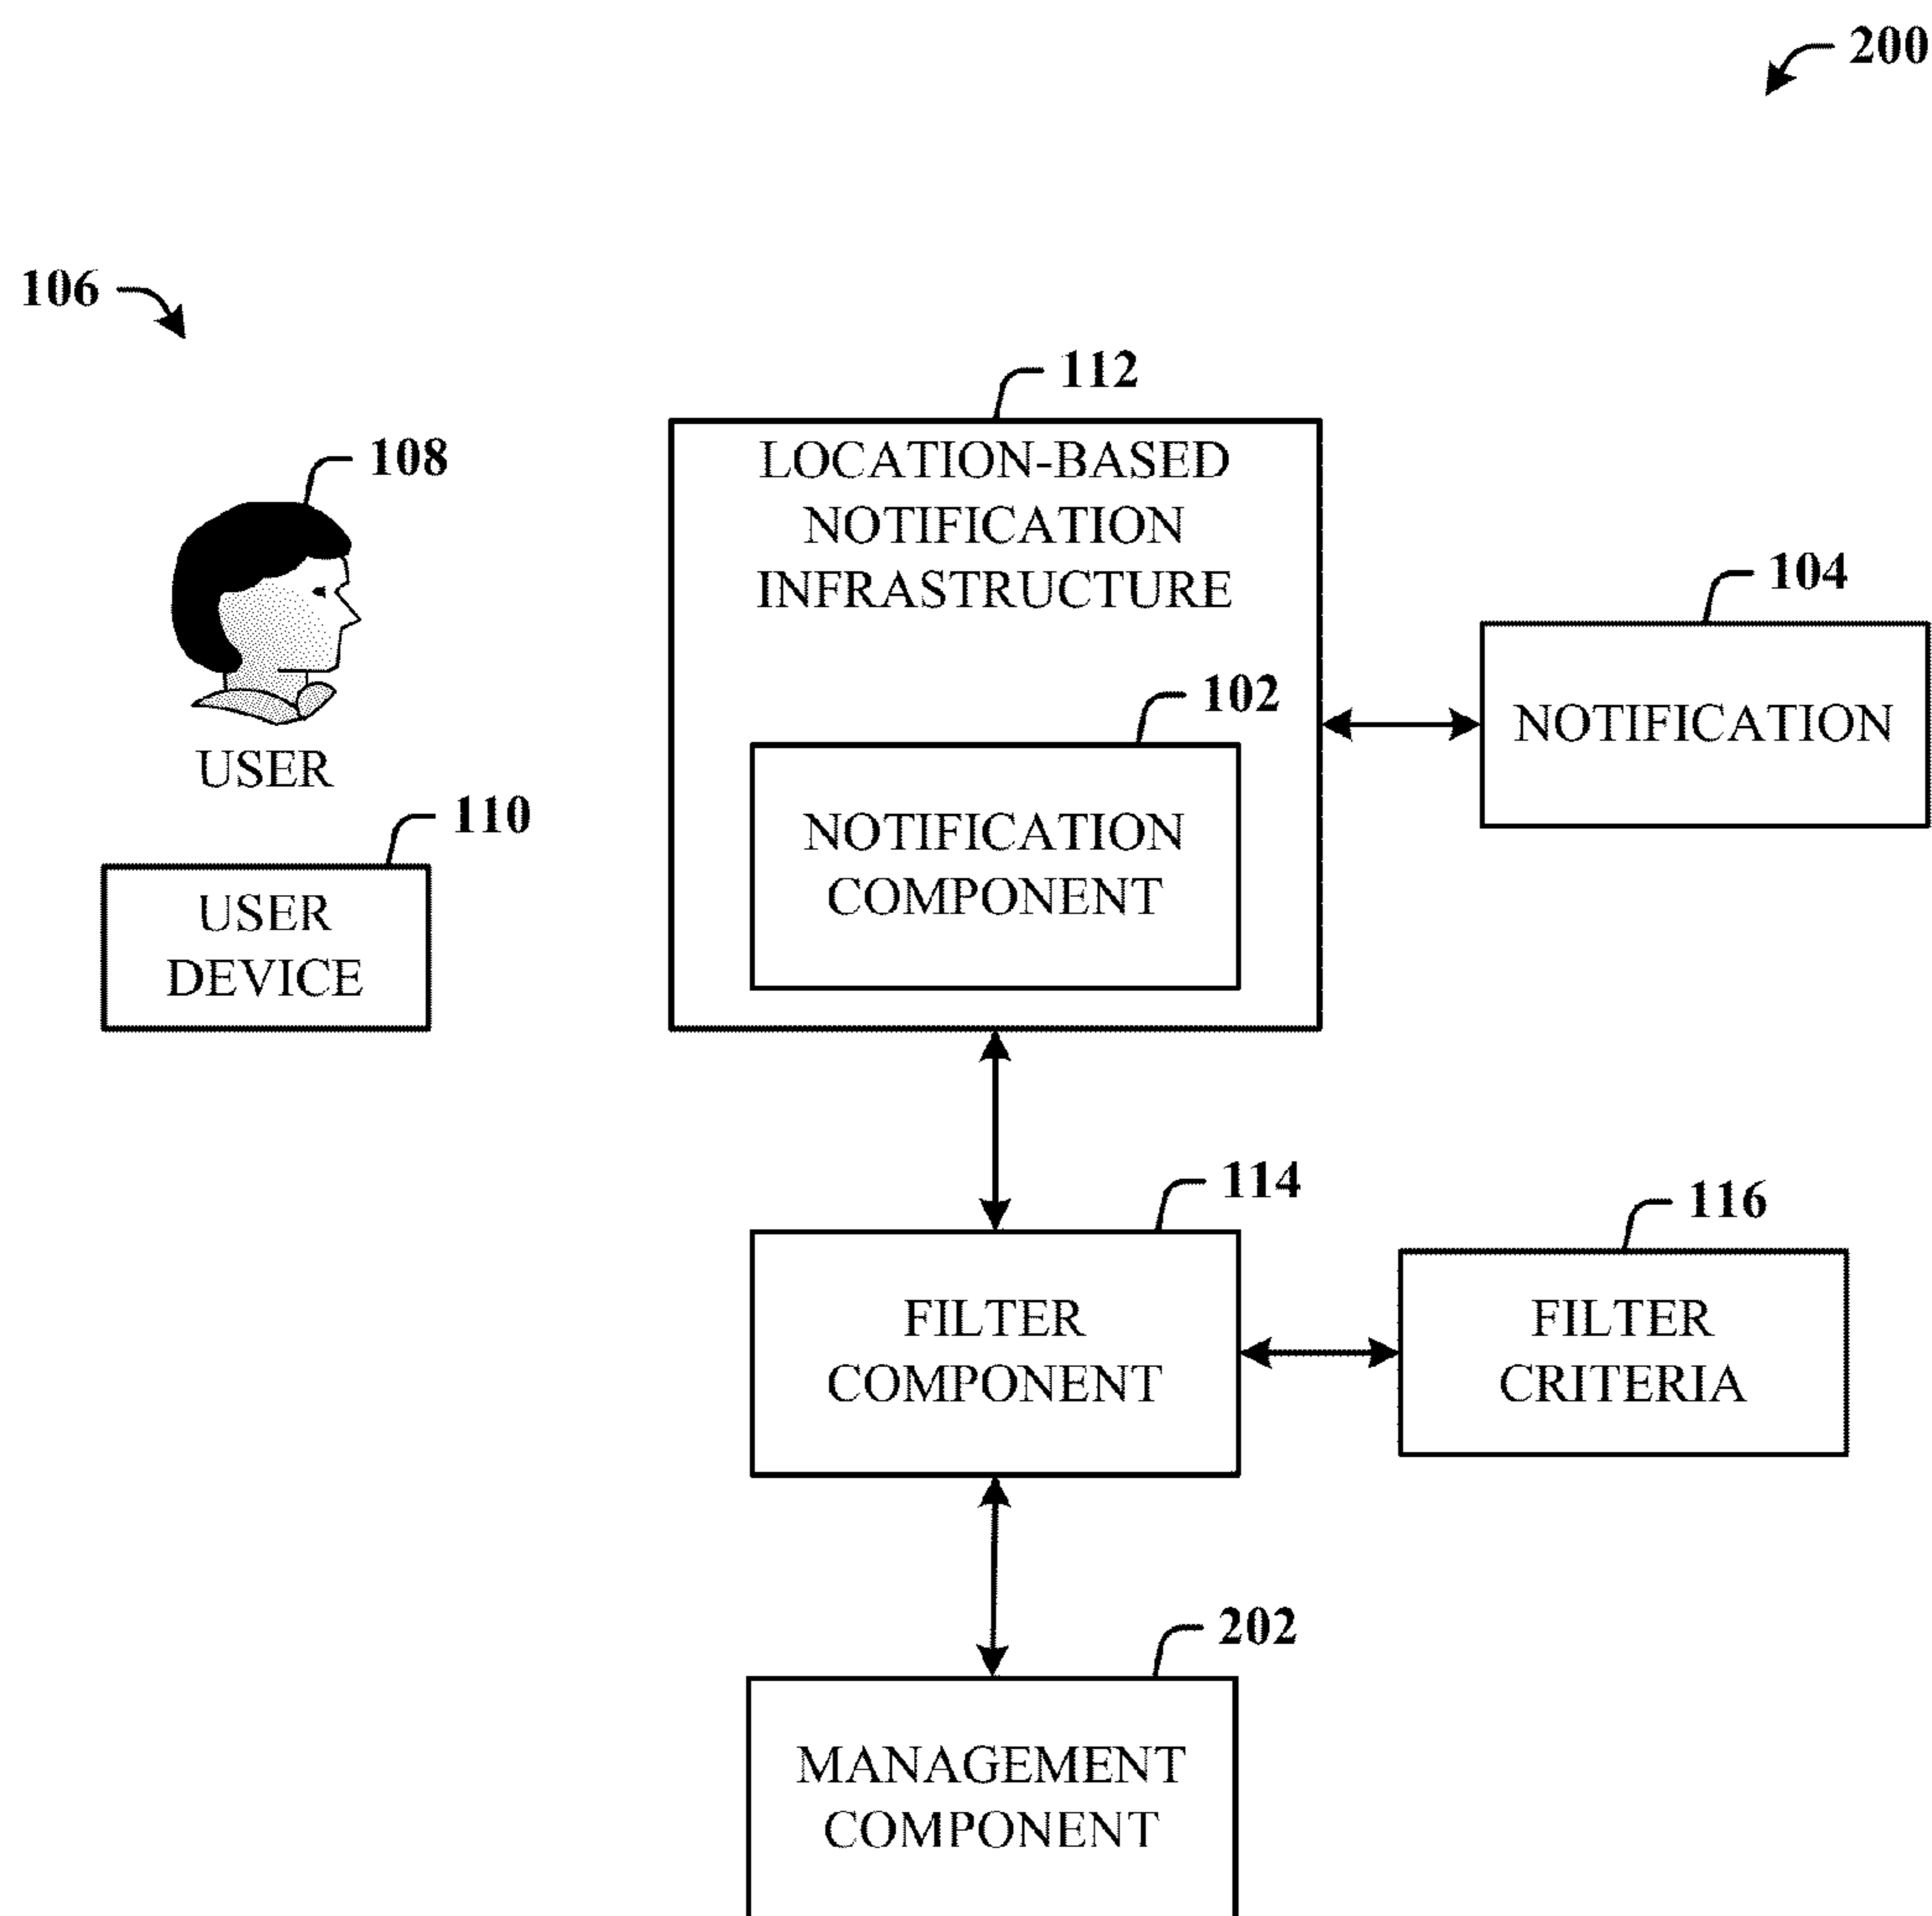 200
106
112
108
LOCATION-BASED
NOTIFICATION
INFRASTRUCTURE
104
NOTIFICATION
102
USER
110
NOTIFICATION
COMPONENT
USER
DEVICE
114
116
FILTER
COMPONENT
FILTER
CRITERIA
202
MANAGEMENT
COMPONENT